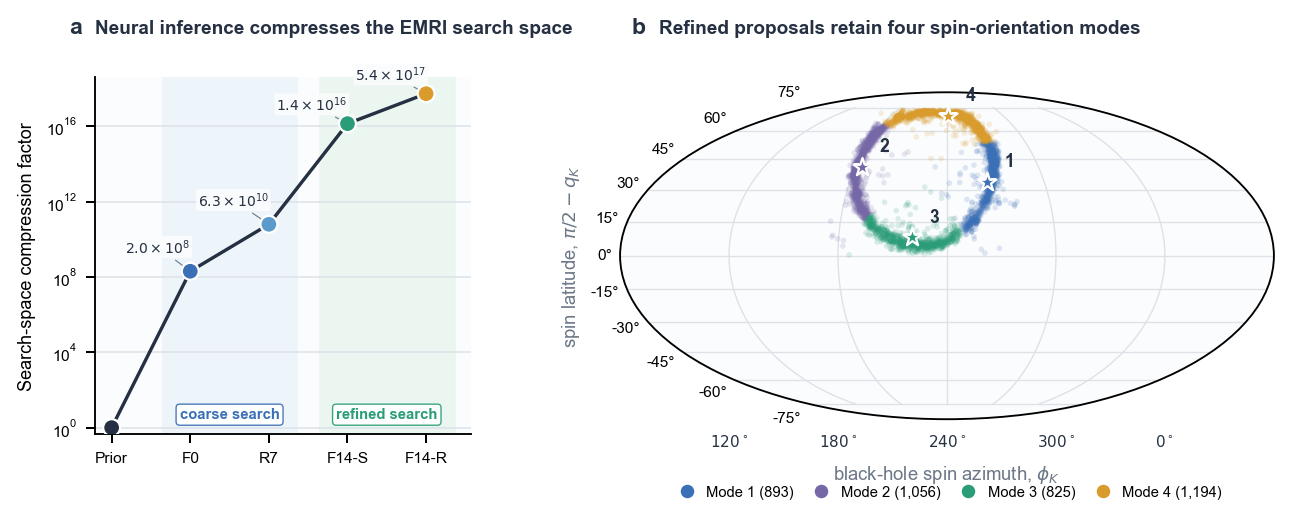 a Neural inference compresses the EMRI search space
Search-space compression factor
10^16
10^12
10^8
10^4
10^0
5.4 × 10^17
1.4 × 10^16
6.3 × 10^10
2.0 × 10^8
coarse search
refined search
Prior F0 R7 F14-S F14-R
b Refined proposals retain four spin-orientation modes
spin latitude, π/2 − q_K
75°
60°
45°
30°
15°
0°
-15°
-30°
-45°
-60°
-75°
4
2
1
3
120° 180° 240° 300° 0°
black-hole spin azimuth, ϕ_K
Mode 1 (893) Mode 2 (1,056) Mode 3 (825) Mode 4 (1,194)